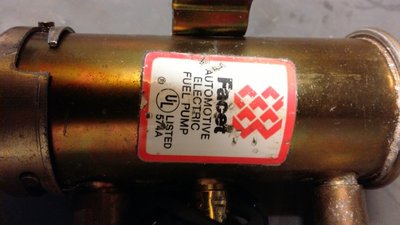 Facet
AUTOMOTIVE
ELECTRIC
FUEL PUMP
UL LISTED
574A
®